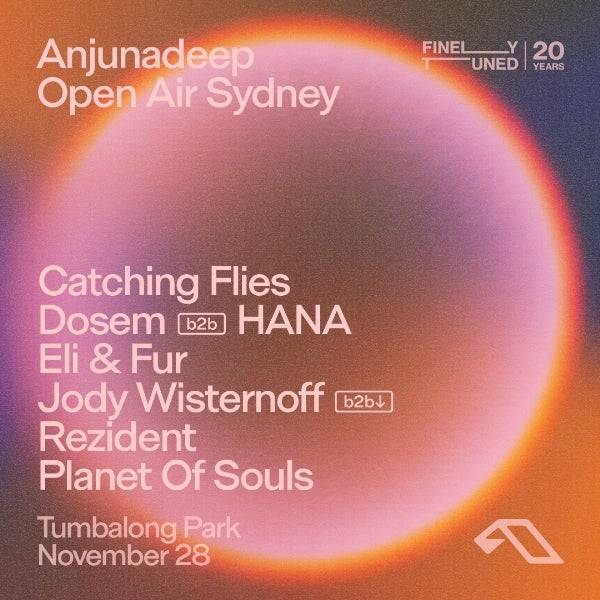 Anjunadeep
Open Air Sydney
FINELY
TUNED
20
YEARS
Catching Flies
Dosem b2b HANA
Eli & Fur
Jody Wisternoff b2b↓
Rezident
Planet Of Souls
Tumbalong Park
November 28